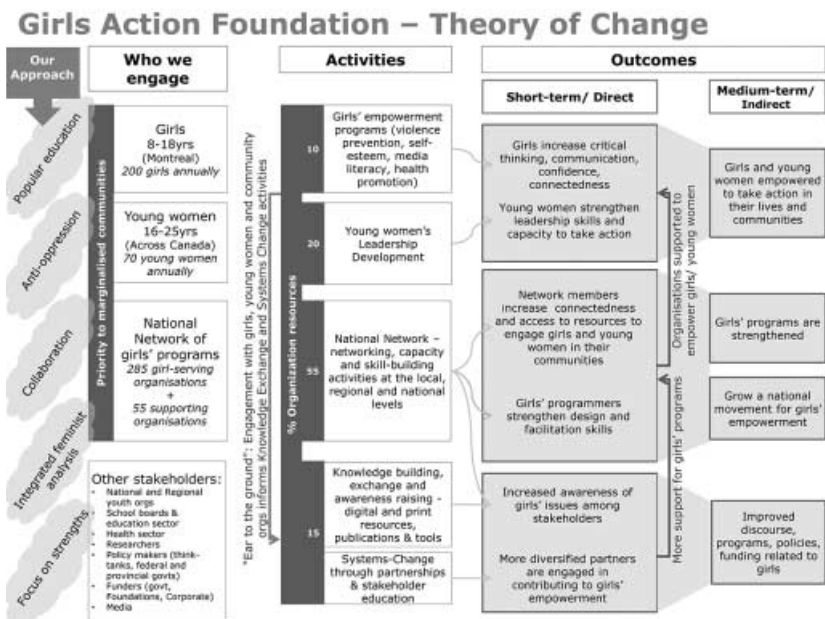 Girls Action Foundation – Theory of Change
Our
Approach
Popular education
Anti-oppression
Collaboration
Integrated feminist
analysis
Focus on strengths
Who we
engage
Priority to marginalised communities
Girls
8-18yrs
(Montreal)
200 girls annually
Young women
16-25yrs
(Across Canada)
70 young women
annually
National
Network of
girls' programs
285 girl-serving
organisations
+
55 supporting
organisations
Other stakeholders:
• National and Regional
youth orgs
• School boards &
education sector
• Health sector
• Researchers
• Policy makers (think-
tanks, federal and
provincial govts)
• Funders (govt,
Foundations, Corporate)
• Media
"Ear to the ground": Engagement with girls, young women and community
orgs informs Knowledge Exchange and Systems Change activities
Activities
% Organization resources
10
Girls' empowerment
programs (violence
prevention, self-
esteem, media
literacy, health
promotion)
20
Young women's
Leadership
Development
55
National Network –
networking, capacity
and skill-building
activities at the local,
regional and national
levels
15
Knowledge building,
exchange and
awareness raising -
digital and print
resources,
publications & tools
Systems-Change
through partnerships
& stakeholder
education
Outcomes
Short-term/ Direct
Girls increase critical
thinking, communication,
confidence,
connectedness
Young women strengthen
leadership skills and
capacity to take action
Network members
increase connectedness
and access to resources to
engage girls and young
women in their
communities
Girls' programmers
strengthen design and
facilitation skills
Increased awareness of
girls' issues among
stakeholders
More diversified partners
are engaged in
contributing to girls'
empowerment
Organisations supported to
empower girls/ young women
More support for girls' programs
Medium-term/
Indirect
Girls and young
women empowered
to take action in
their lives and
communities
Girls' programs are
strengthened
Grow a national
movement for girls'
empowerment
Improved
discourse,
programs, policies,
funding related to
girls